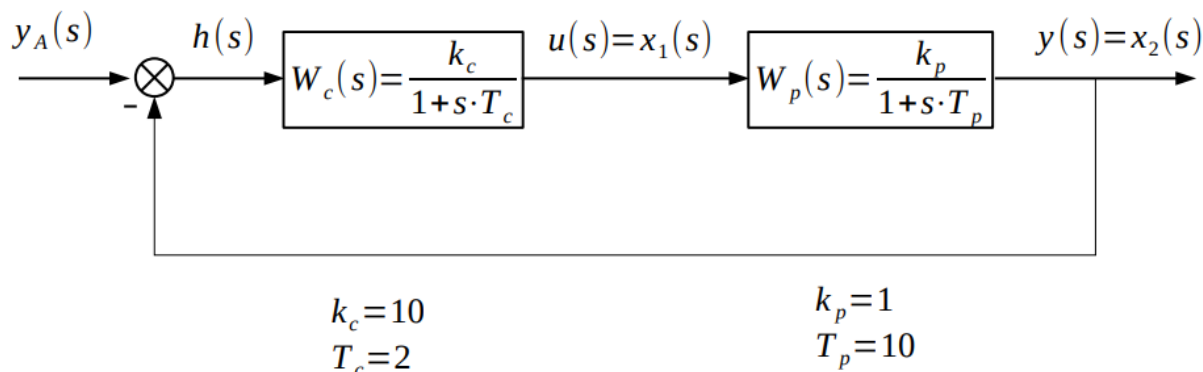 y_A(s) h(s) W_c(s)=k_c/(1+s·T_c) u(s)=x_1(s) W_p(s)=k_p/(1+s·T_p) y(s)=x_2(s)
-
k_c=10 k_p=1
T_c=2 T_p=10